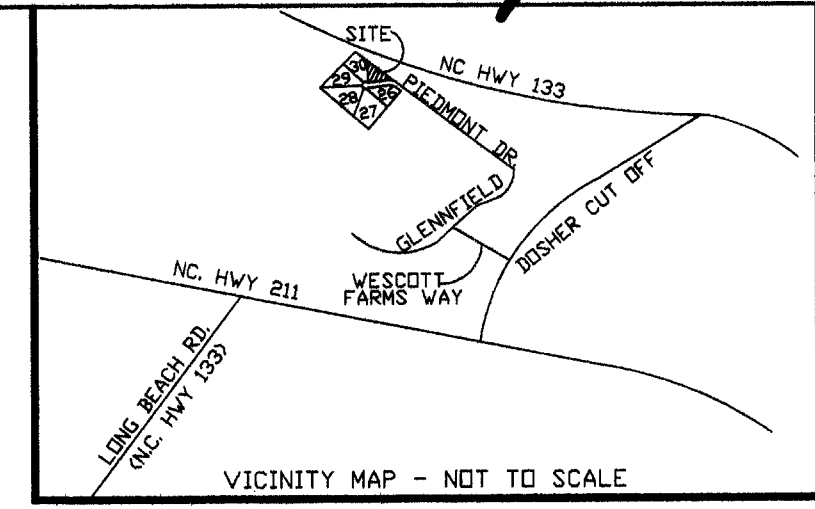 SITE
NC HWY 133
30
29
26
28
27
PIEDMONT DR.
GLENNFIELD
DOSHER CUT OFF
WESCOTT
FARMS WAY
NC. HWY 211
LONG BEACH RD.
(N.C. HWY 133)
VICINITY MAP - NOT TO SCALE